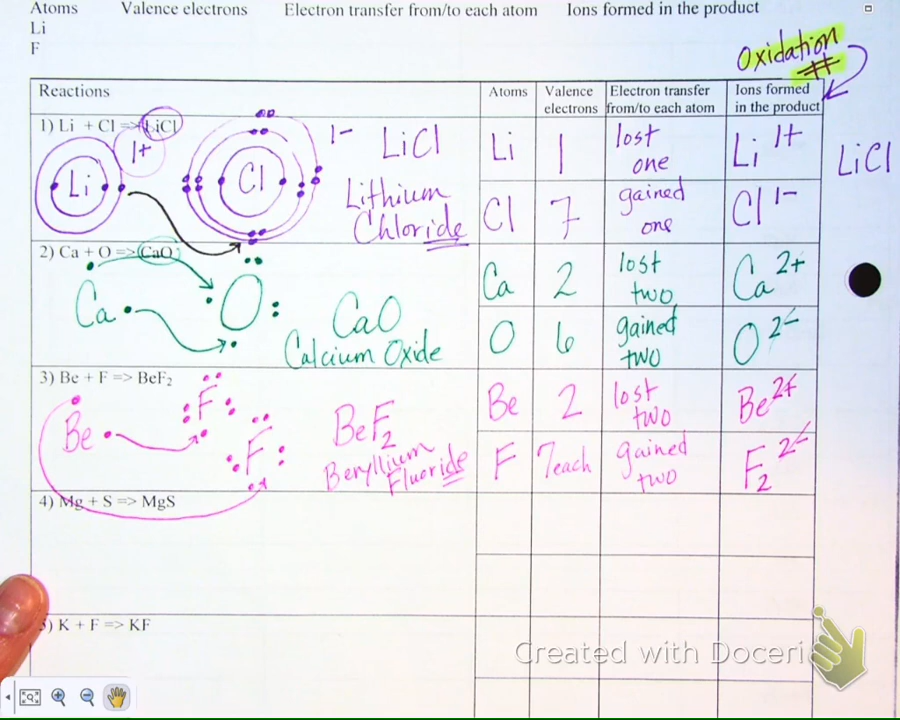 Atoms Valence electrons Electron transfer from/to each atom Ions formed in the product
Li
F
Oxidation
#
Reactions Atoms Valence electrons Electron transfer from/to each atom Ions formed in the product
1) Li + Cl => LiCl
1+
Li
Cl
1-
LiCl
Lithium
Chloride
Li 1 lost one Li 1+
Cl 7 gained one Cl 1-
LiCl
2) Ca + O => CaO
Ca
O
CaO
Calcium Oxide
Ca 2 lost two Ca 2+
O 6 gained two O 2-
3) Be + F => BeF2
Be
F
F
BeF2
Beryllium
Fluoride
Be 2 lost two Be 2+
F 7each gained two F2 2-
4) Mg + S => MgS
5) K + F => KF
Created with Doceri